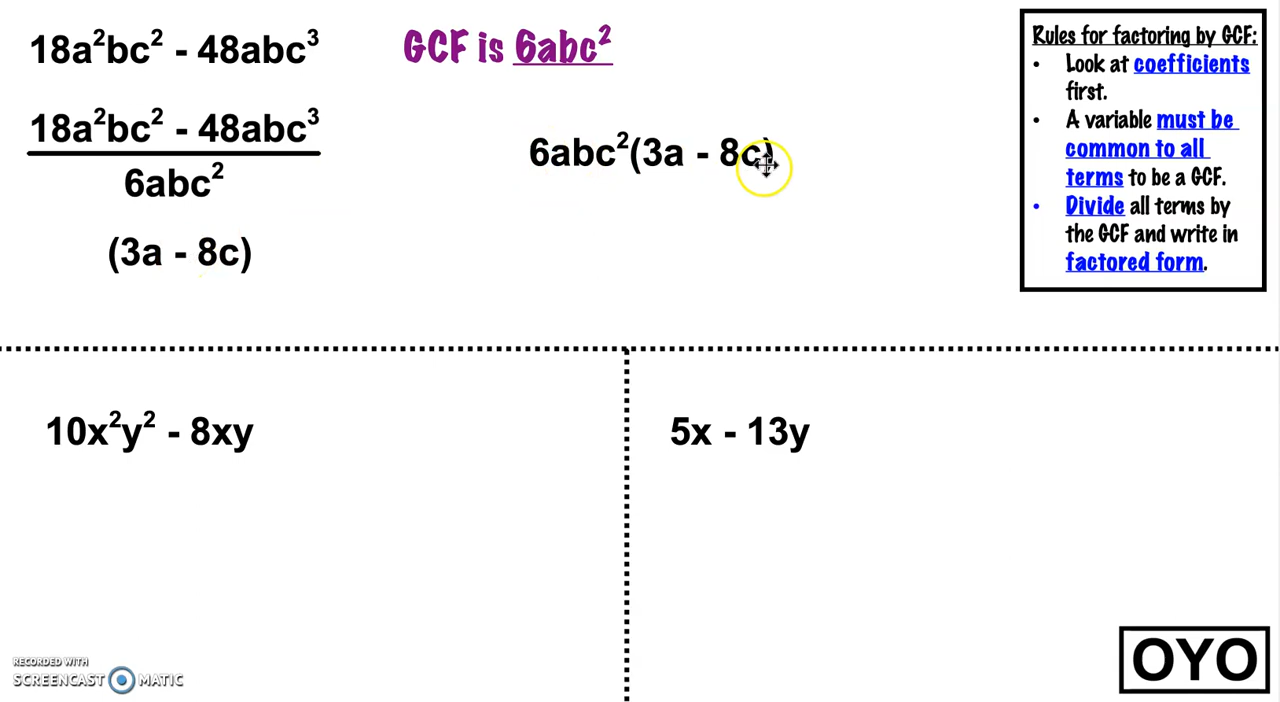 18a²bc² - 48abc³
GCF is 6abc²
18a²bc² - 48abc³
6abc²
(3a - 8c)
6abc²(3a - 8c)
Rules for factoring by GCF:
• Look at coefficients
first.
• A variable must be
common to all
terms to be a GCF.
• Divide all terms by
the GCF and write in
factored form.
10x²y² - 8xy
5x - 13y
RECORDED WITH
SCREENCAST MATIC
OYO